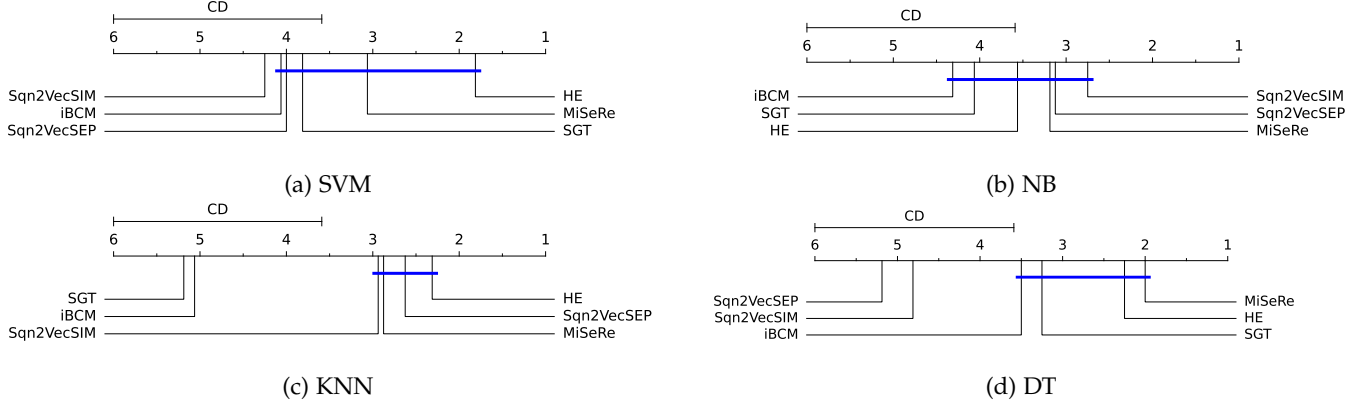 CD
6 5 4 3 2 1
Sqn2VecSIM HE
iBCM MiSeRe
Sqn2VecSEP SGT
(a) SVM
CD
6 5 4 3 2 1
iBCM Sqn2VecSIM
SGT Sqn2VecSEP
HE MiSeRe
(b) NB
CD
6 5 4 3 2 1
SGT HE
iBCM Sqn2VecSEP
Sqn2VecSIM MiSeRe
(c) KNN
CD
6 5 4 3 2 1
Sqn2VecSEP MiSeRe
Sqn2VecSIM HE
iBCM SGT
(d) DT